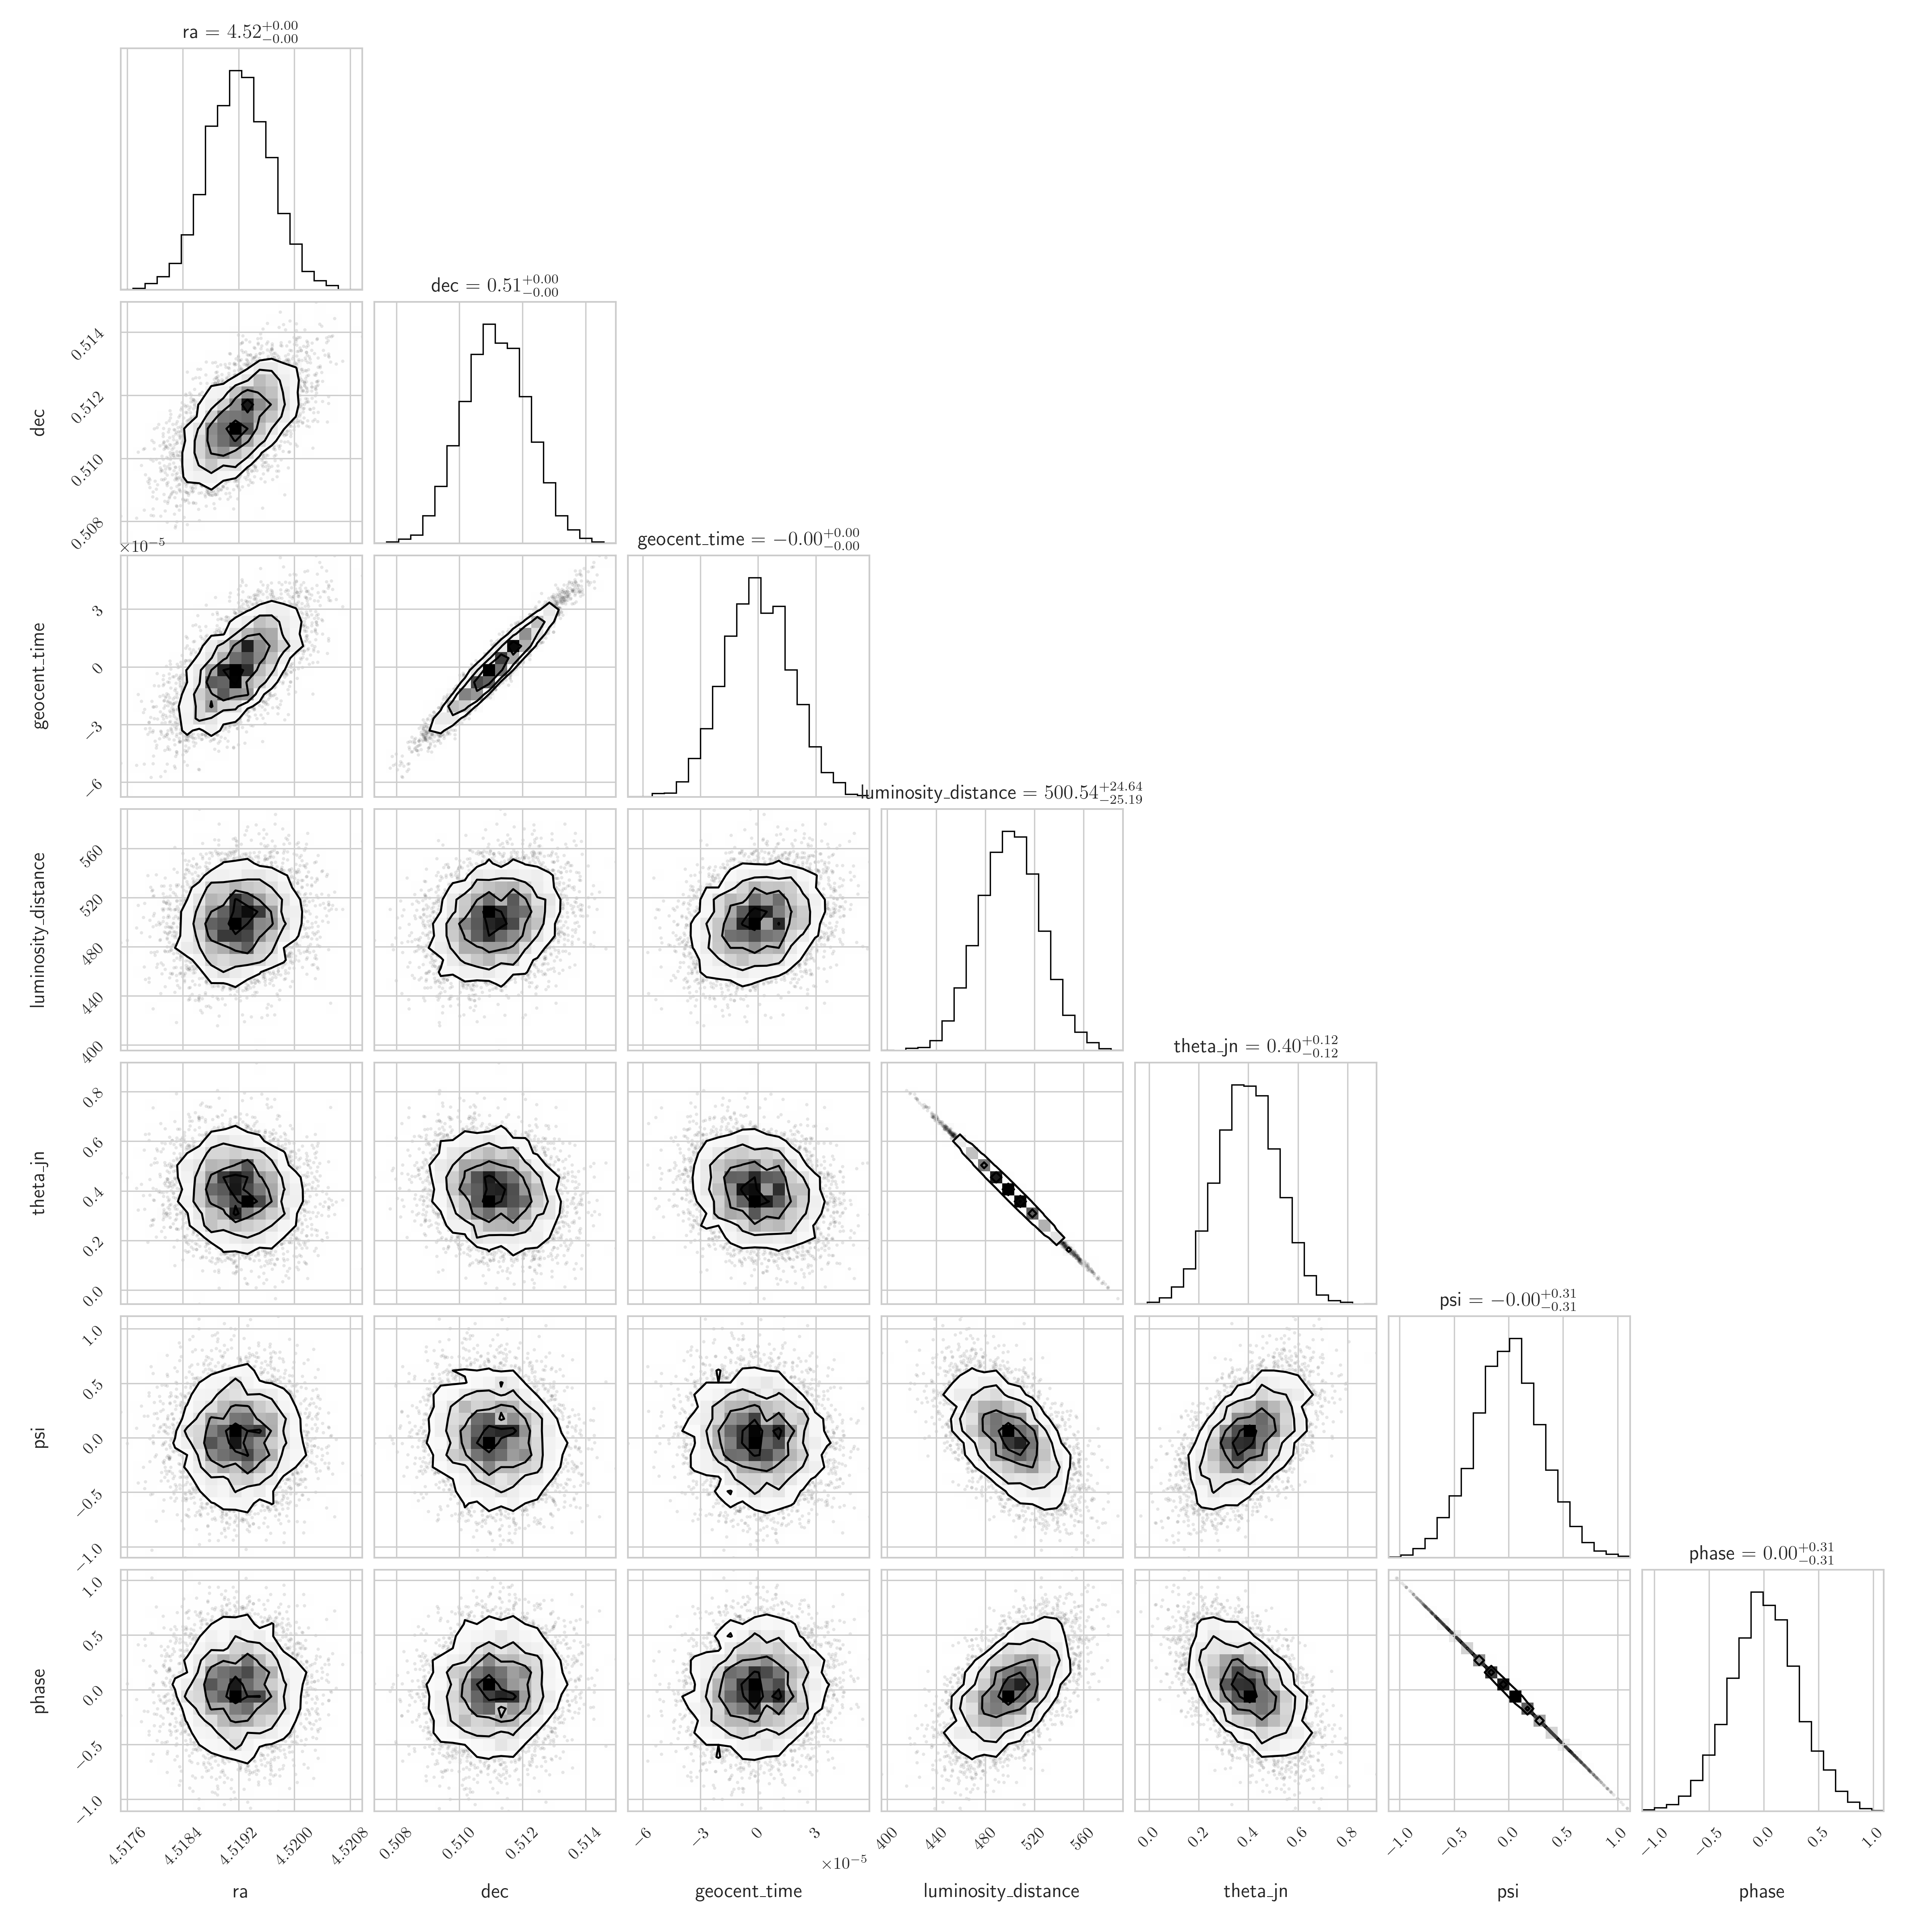 ra = 4.52+0.00 −0.00
dec = 0.51+0.00 −0.00
dec
0.514
0.512
0.510
0.508
geocent_time = −0.00+0.00 −0.00
×10−5
geocent_time
3
0
−3
−6
luminosity_distance = 500.54+24.64 −25.19
luminosity_distance
560
520
480
440
400
theta_jn = 0.40+0.12 −0.12
theta_jn
0.8
0.6
0.4
0.2
0.0
psi = −0.00+0.31 −0.31
psi
1.0
0.5
0.0
−0.5
−1.0
phase = 0.00+0.31 −0.31
phase
1.0
0.5
0.0
−0.5
−1.0
4.5176 4.5184 4.5192 4.5200 4.5208 0.508 0.510 0.512 0.514 −6 −3 0 3 400 440 480 520 560 0.0 0.2 0.4 0.6 0.8 −1.0 −0.5 0.0 0.5 1.0 −1.0 −0.5 0.0 0.5 1.0
×10−5
ra dec geocent_time luminosity_distance theta_jn psi phase